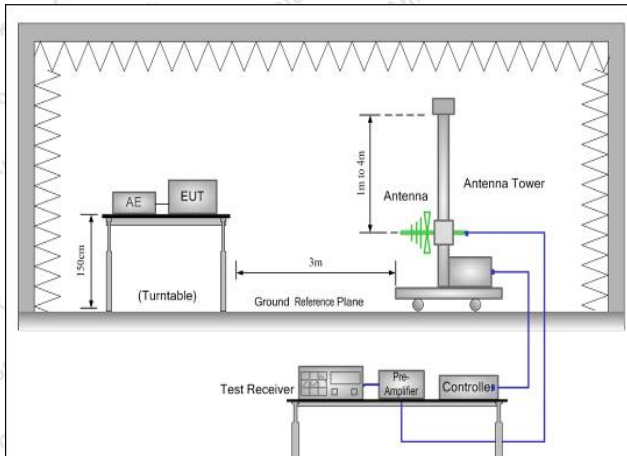 1m to 4m
Antenna
Antenna Tower
AE
EUT
150cm
(Turntable)
3m
Ground Reference Plane
Test Receiver
Pre-
Amplifier
Controller